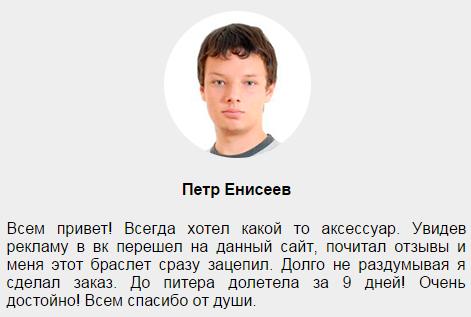 Петр Енисеев
Всем привет! Всегда хотел какой то аксессуар. Увидев
рекламу в вк перешел на данный сайт, почитал отзывы и
меня этот браслет сразу зацепил. Долго не раздумывая я
сделал заказ. До питера долетела за 9 дней! Очень
достойно! Всем спасибо от души.